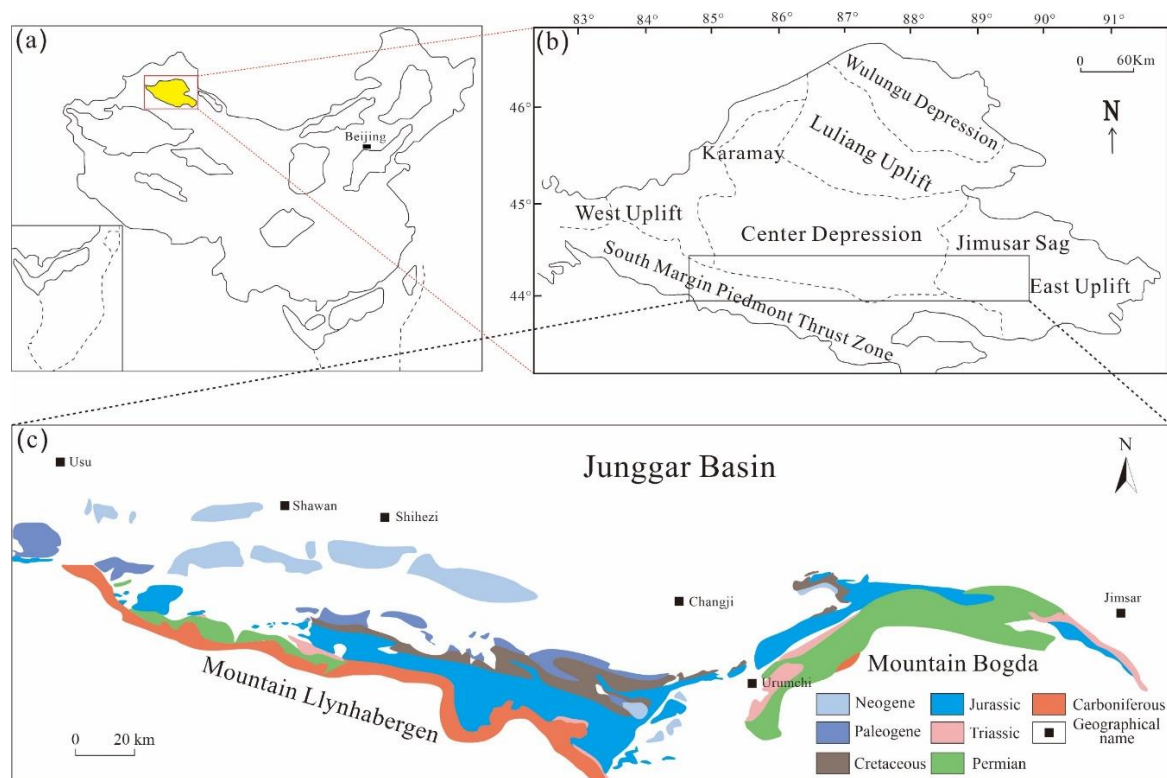 (a)
Beijing
(b)
83° 84° 85° 86° 87° 88° 89° 90° 91°
46°
45°
44°
60Km
N
Wulungu Depression
Luliang Uplift
Karamay
West Uplift
Center Depression
Jimusar Sag
East Uplift
South Margin Piedmont Thrust Zone
(c)
Junggar Basin
N
Usu
Shawan
Shihezi
Changji
Jimsar
Urumchi
Mountain Bogda
Mountain Llynhabergen
0 20 km
Neogene
Jurassic
Carboniferous
Paleogene
Triassic
Geographical
name
Cretaceous
Permian